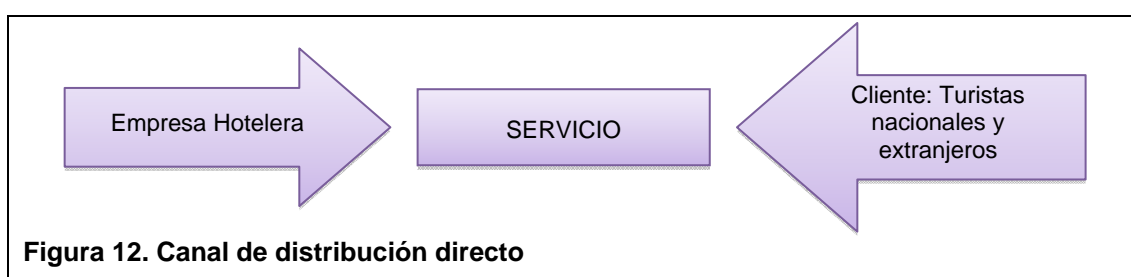 Empresa Hotelera
SERVICIO
Cliente: Turistas
nacionales y
extranjeros
Figura 12. Canal de distribución directo